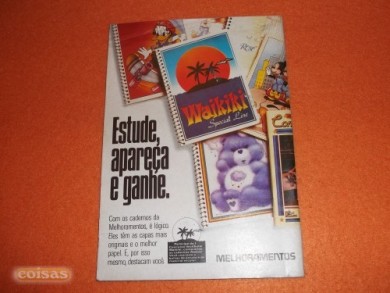 Waikiki
Special Line
Estude,
apareça
e ganhe.
Com os cadernos da
Melhoramentos, é lógico.
Eles têm as capas mais
originais e o melhor
papel. E, por isso
mesmo, destacam você.
MELHORAMENTOS
coisas